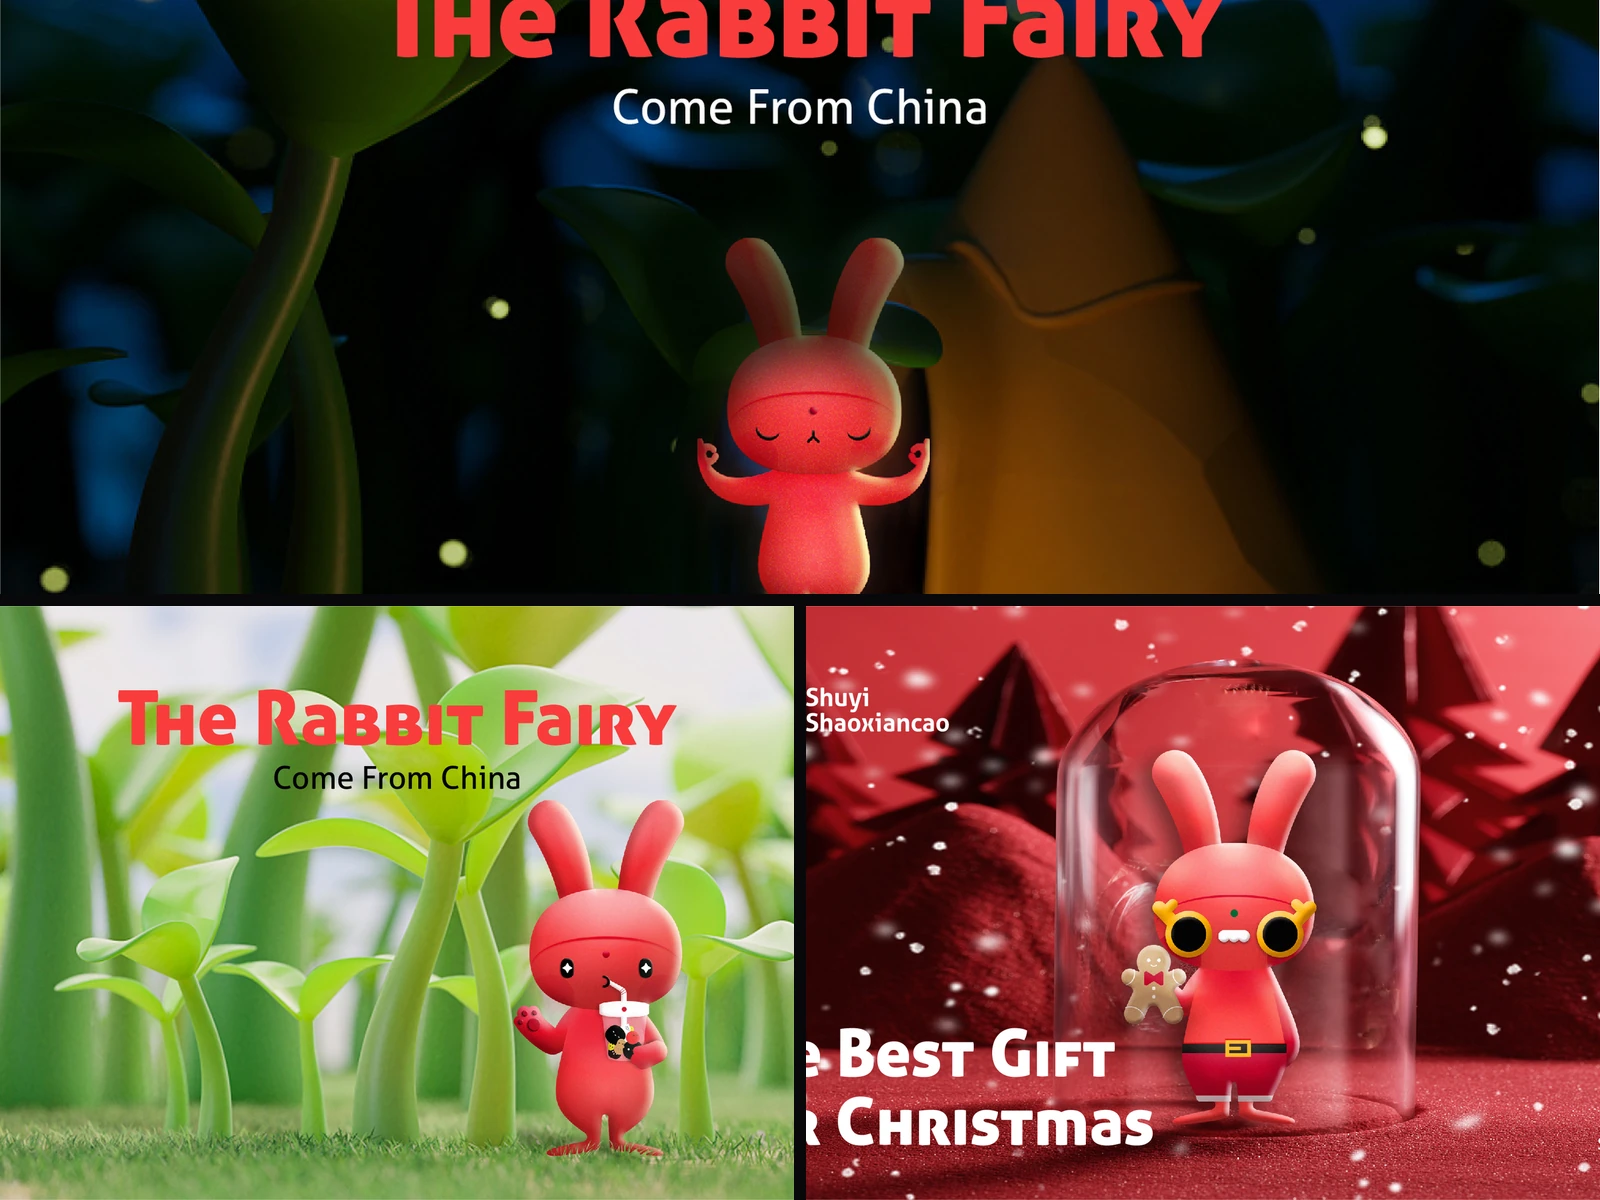 The Rabbit Fairy
Come From China
The Rabbit Fairy
Come From China
Shuyi
Shaoxiancao
e Best Gift
r Christmas